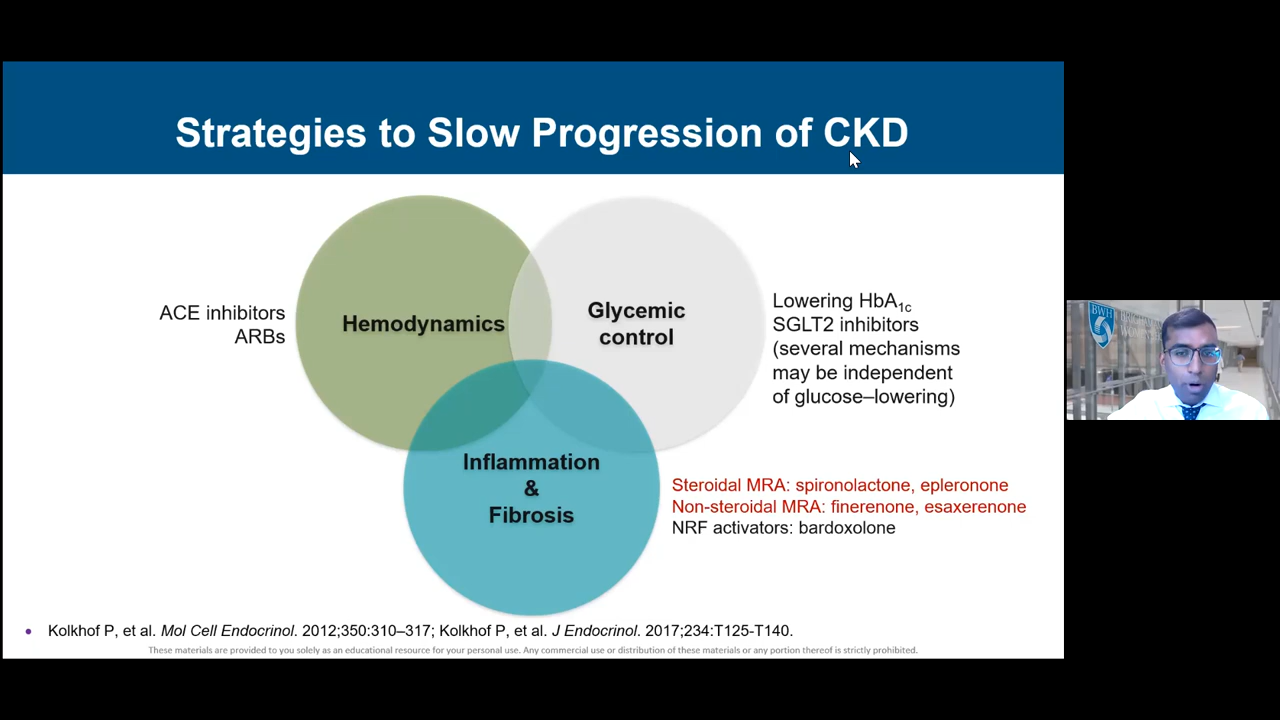 Strategies to Slow Progression of CKD
ACE inhibitors
ARBs
Hemodynamics
Glycemic
control
Lowering HbA1c
SGLT2 inhibitors
(several mechanisms
may be independent
of glucose–lowering)
Inflammation
&
Fibrosis
Steroidal MRA: spironolactone, epleronone
Non-steroidal MRA: finerenone, esaxerenone
NRF activators: bardoxolone
• Kolkhof P, et al. Mol Cell Endocrinol. 2012;350:310–317; Kolkhof P, et al. J Endocrinol. 2017;234:T125-T140.
These materials are provided to you solely as an educational resource for your personal use. Any commercial use or distribution of these materials or any portion thereof is strictly prohibited.
BWH